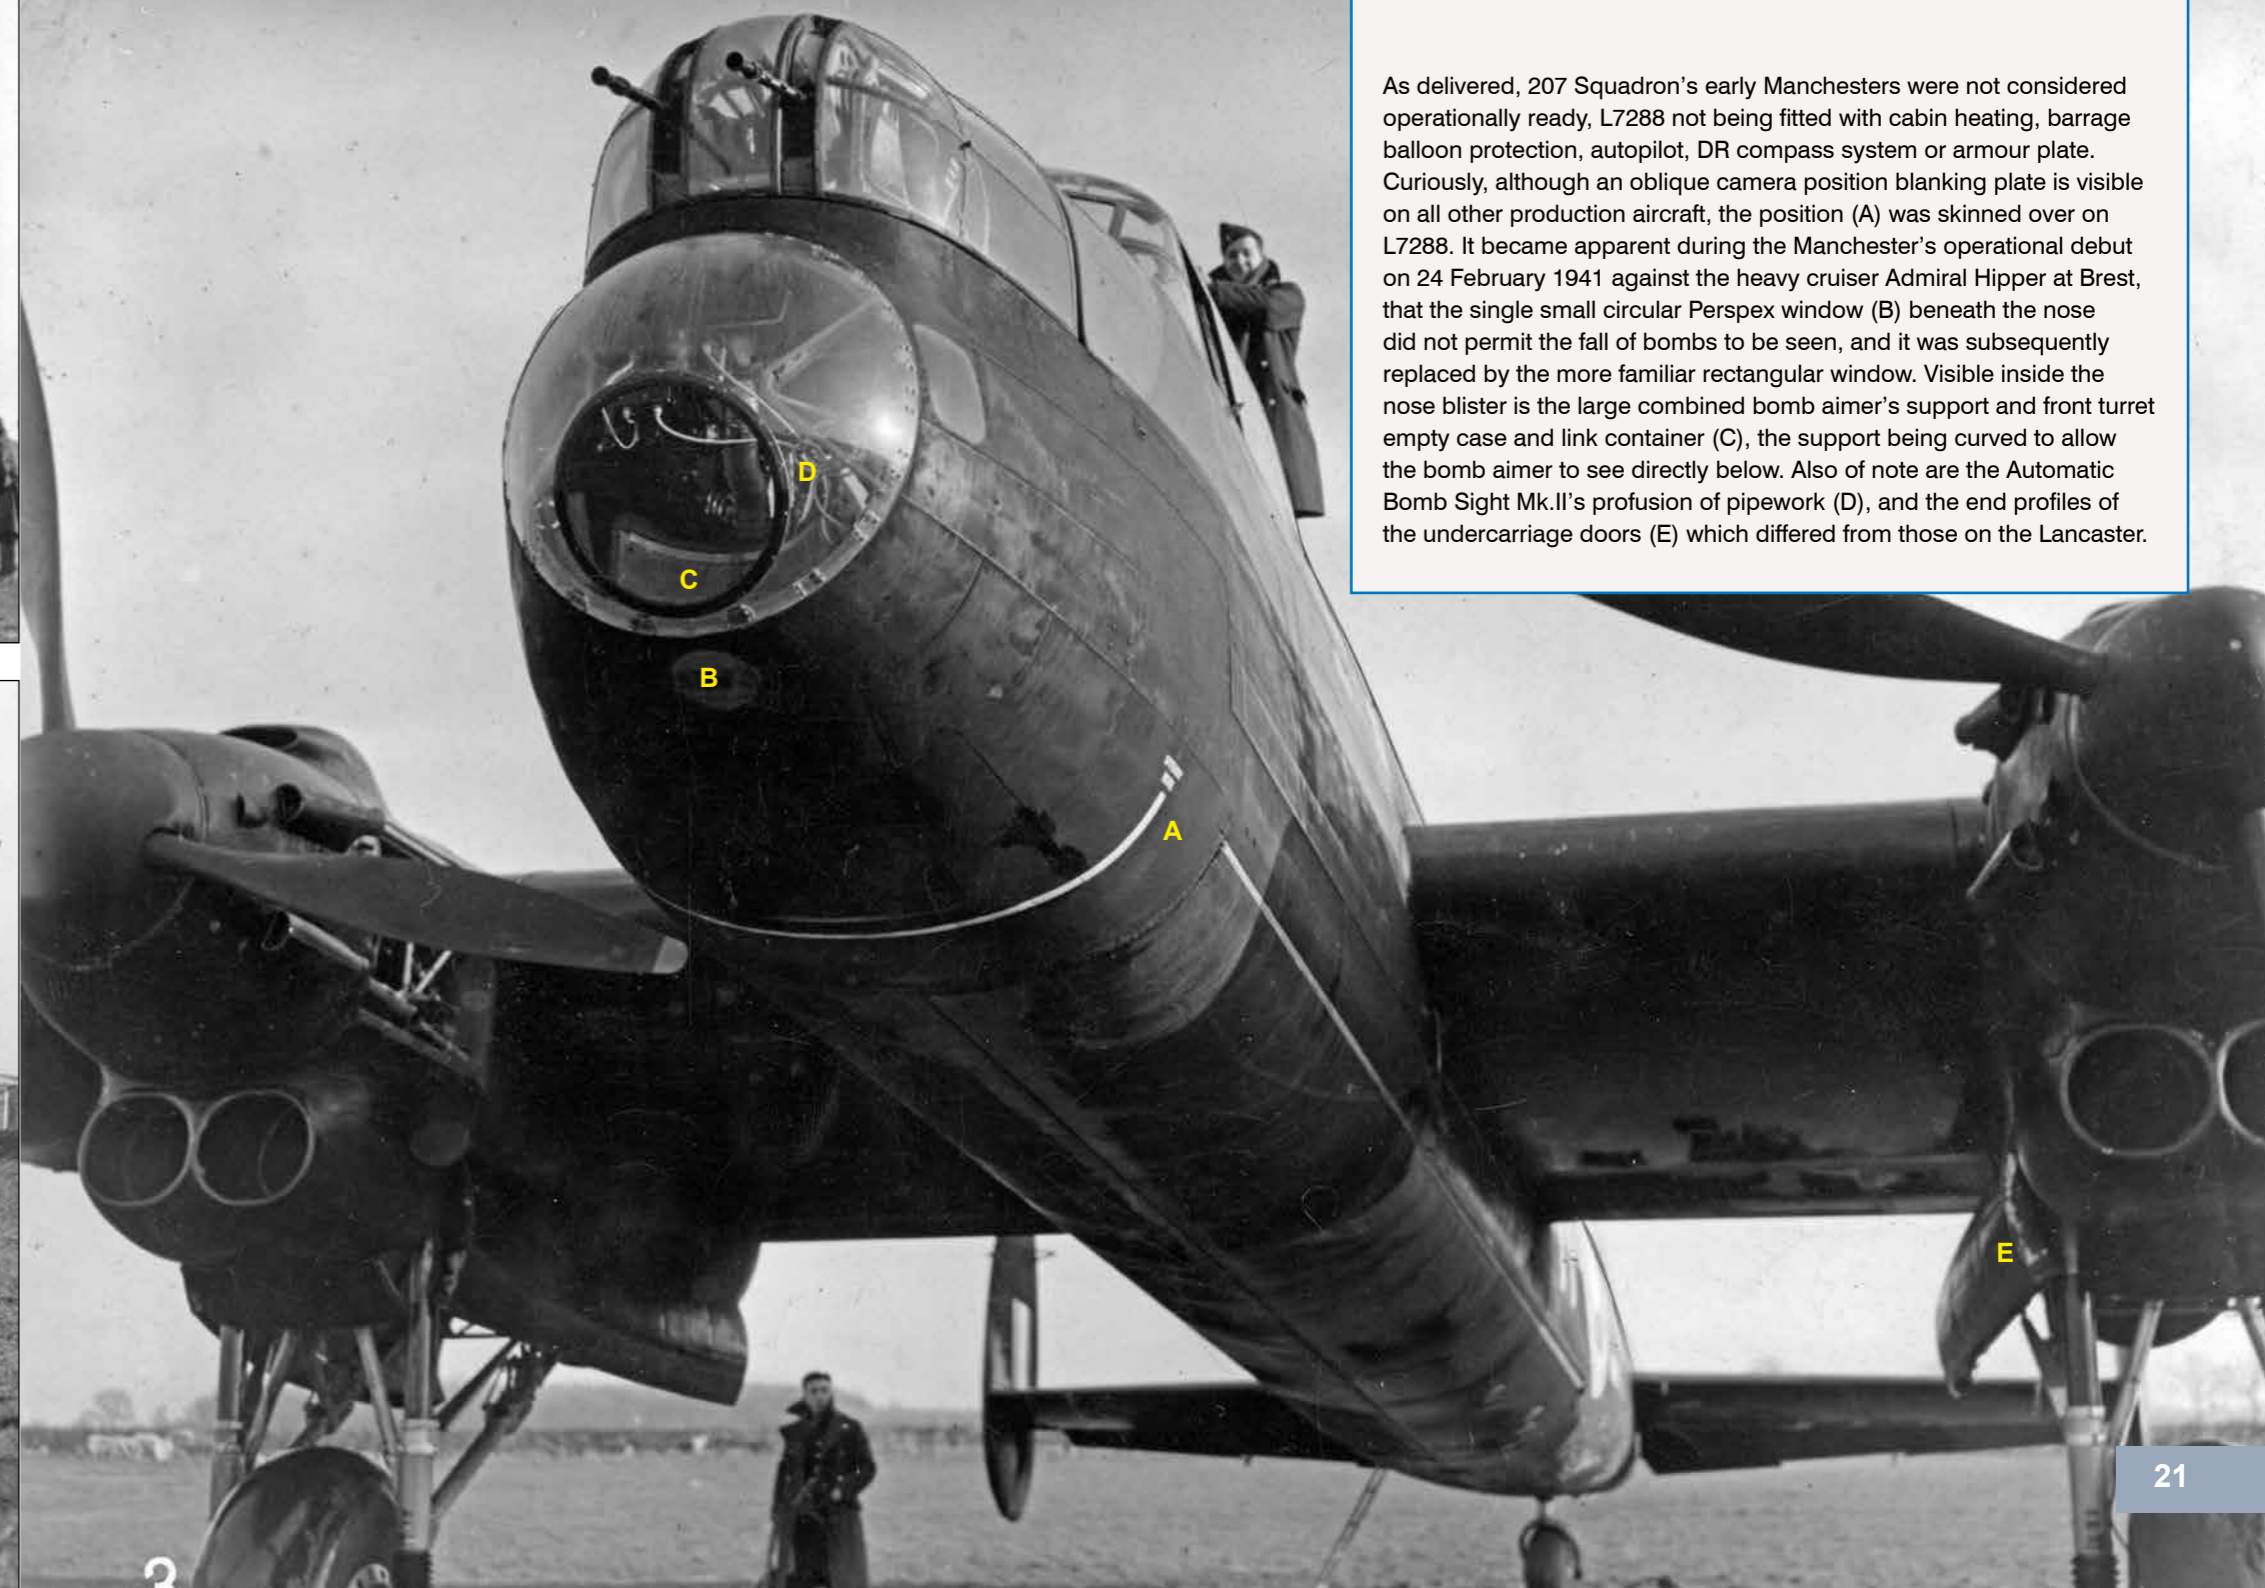 As delivered, 207 Squadron’s early Manchesters were not considered
operationally ready, L7288 not being fitted with cabin heating, barrage
balloon protection, autopilot, DR compass system or armour plate.
Curiously, although an oblique camera position blanking plate is visible
on all other production aircraft, the position (A) was skinned over on
L7288. It became apparent during the Manchester’s operational debut
on 24 February 1941 against the heavy cruiser Admiral Hipper at Brest,
that the single small circular Perspex window (B) beneath the nose
did not permit the fall of bombs to be seen, and it was subsequently
replaced by the more familiar rectangular window. Visible inside the
nose blister is the large combined bomb aimer’s support and front turret
empty case and link container (C), the support being curved to allow
the bomb aimer to see directly below. Also of note are the Automatic
Bomb Sight Mk.II’s profusion of pipework (D), and the end profiles of
the undercarriage doors (E) which differed from those on the Lancaster.
D
C
B
A
E
21
3